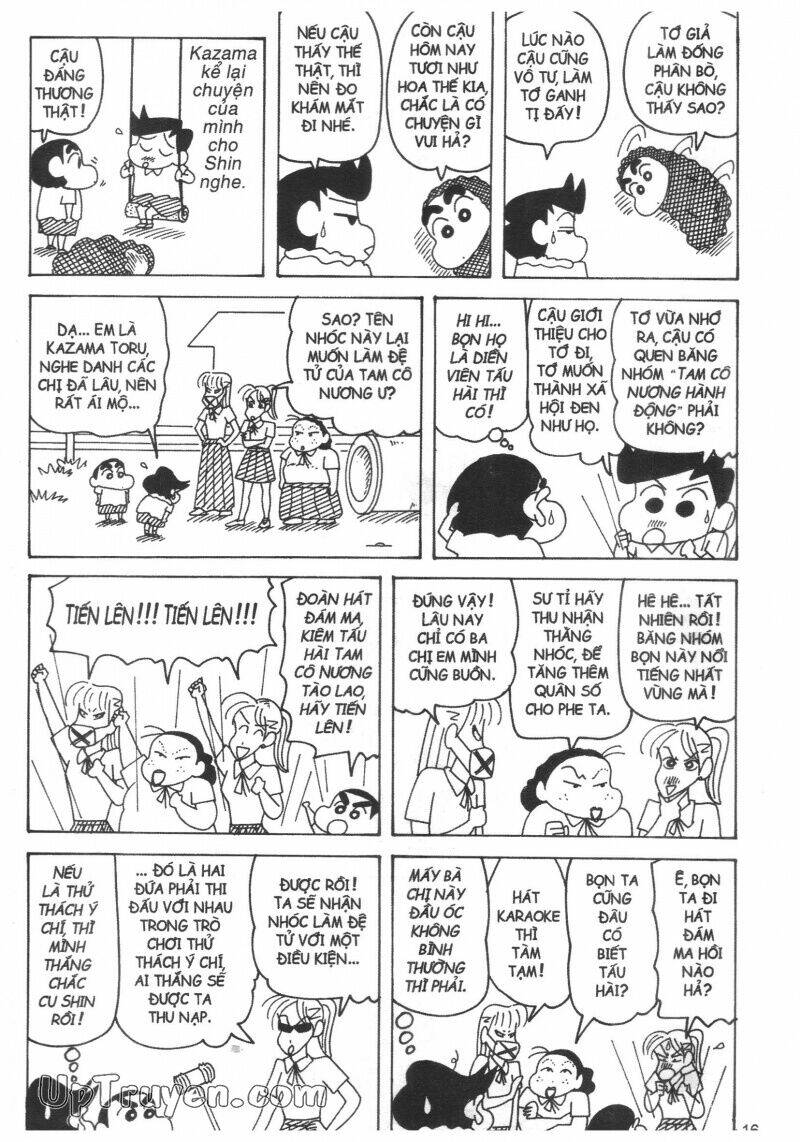 TỚ GIẢ
LÀM ĐỐNG
PHÂN BÒ,
CẬU KHÔNG
THẤY SAO?
LÚC NÀO
CẬU CŨNG
VÔ TƯ, LÀM
TỚ GANH
TỊ ĐẤY!
CÒN CẬU
HÔM NAY
TƯƠI NHƯ
HOA THẾ KIA,
CHẮC LÀ CÓ
CHUYỆN GÌ
VUI HẢ?
NẾU CẬU
THẤY THẾ
THẬT, THÌ
NÊN ĐO
KHÁM MẮT
ĐI NHÉ.
Kazama
kể lại
chuyện
của
mình
cho
Shin
nghe.
CẬU
ĐÁNG
THƯƠNG
THẬT!
TỚ VỪA NHỚ
RA, CẬU CÓ
QUEN BĂNG
NHÓM "TAM CÔ
NƯƠNG HÀNH
ĐỘNG" PHẢI
KHÔNG?
CẬU GIỚI
THIỆU CHO
TỚ ĐI,
TỚ MUỐN
THÀNH XÃ
HỘI ĐEN
NHƯ HỌ.
HI HI...
BỌN HỌ
LÀ DIỄN
VIÊN TẤU
HÀI THÌ
CÓ!
SAO? TÊN
NHÓC NÀY LẠI
MUỐN LÀM ĐỆ
TỬ CỦA TAM CÔ
NƯƠNG Ư?
DẠ... EM LÀ
KAZAMA TORU,
NGHE DANH CÁC
CHỊ ĐÃ LÂU, NÊN
RẤT ÁI MỘ...
HÊ HÊ... TẤT
NHIÊN RỒI!
BĂNG NHÓM
BỌN NÀY NỔI
TIẾNG NHẤT
VÙNG MÀ!
SƯ TỈ HÃY
THU NHẬN
THẰNG
NHÓC, ĐỂ
TĂNG THÊM
QUÂN SỐ
CHO PHE TA.
ĐÚNG VẬY!
LÂU NAY
CHỈ CÓ BA
CHỊ EM MÌNH
CŨNG BUỒN.
ĐOÀN HÁT
ĐÁM MA,
KIÊM TẤU
HÀI TAM
CÔ NƯƠNG
TÀO LAO,
HÃY TIẾN
LÊN!
TIẾN LÊN!!! TIẾN LÊN!!!
Ê, BỌN
TA ĐI
HÁT
ĐÁM
MA HỒI
NÀO
HẢ?
BỌN TA
CŨNG
ĐÂU
CÓ
BIẾT
TẤU
HÀI?
HÁT
KARAOKE
THÌ
TÀM
TẠM!
MẤY BÀ
CHỊ NÀY
ĐẦU ÓC
KHÔNG
BÌNH
THƯỜNG
THÌ PHẢI.
ĐƯỢC RỒI!
TA SẼ NHẬN
NHÓC LÀM ĐỆ
TỬ VỚI MỘT
ĐIỀU KIỆN...
... ĐÓ LÀ HAI
ĐỨA PHẢI THI
ĐẤU VỚI NHAU
TRONG TRÒ
CHƠI THỬ
THÁCH Ý CHÍ,
AI THẮNG SẼ
ĐƯỢC TA
THU NẠP.
NẾU
LÀ THỬ
THÁCH Ý
CHÍ, THÌ
MÌNH
THẮNG
CHẮC
CU SHIN
RỒI!
UpTruyen.com
16